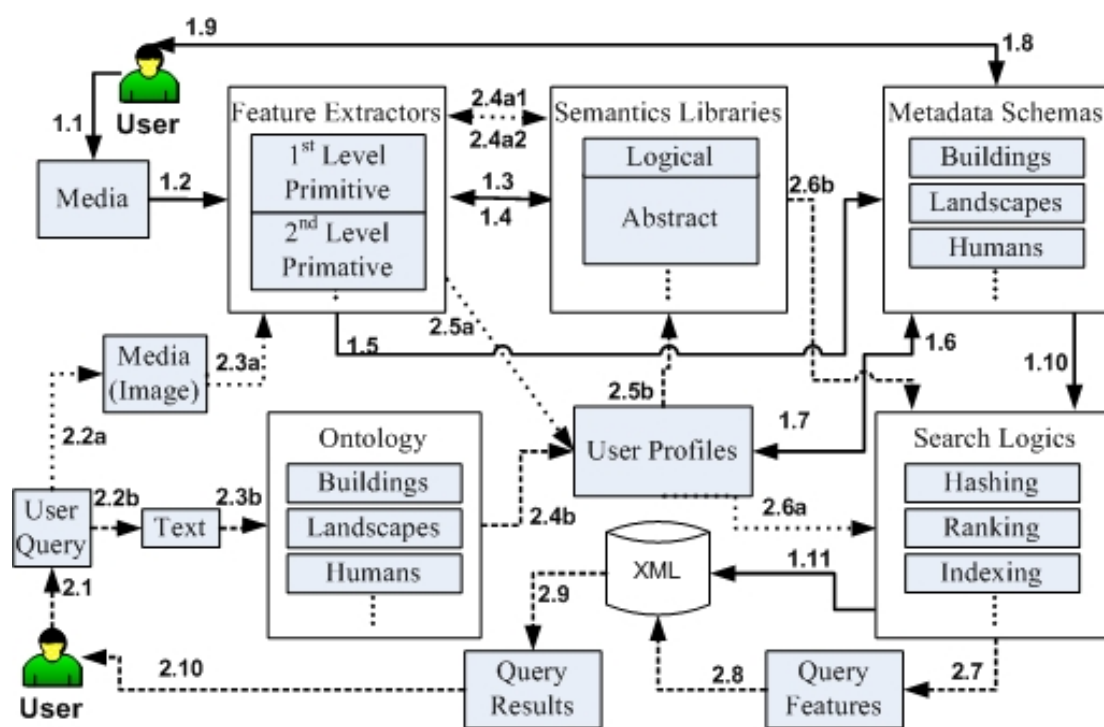 1.9
1.8
1.1
User
Media
1.2
Feature Extractors
1st Level
Primitive
2nd Level
Primative
2.4a1
2.4a2
1.3
1.4
Semantics Libraries
Logical
Abstract
2.6b
Metadata Schemas
Buildings
Landscapes
Humans
2.5a
1.5
1.6
1.10
Media
(Image)
2.3a
2.2a
2.5b
User Profiles
1.7
Ontology
Buildings
Landscapes
Humans
2.4b
Search Logics
Hashing
Ranking
Indexing
User
Query
2.2b
Text
2.3b
2.6a
2.1
XML
1.11
2.9
User
2.10
Query
Results
2.8
Query
Features
2.7